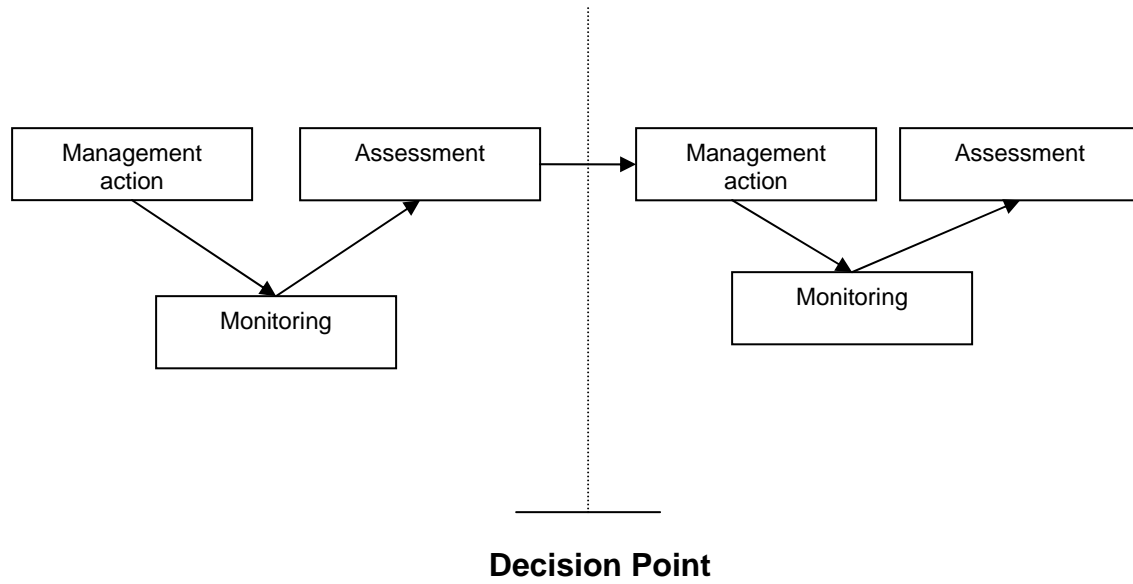 Management
action
Assessment
Monitoring
Management
action
Assessment
Monitoring
Decision Point